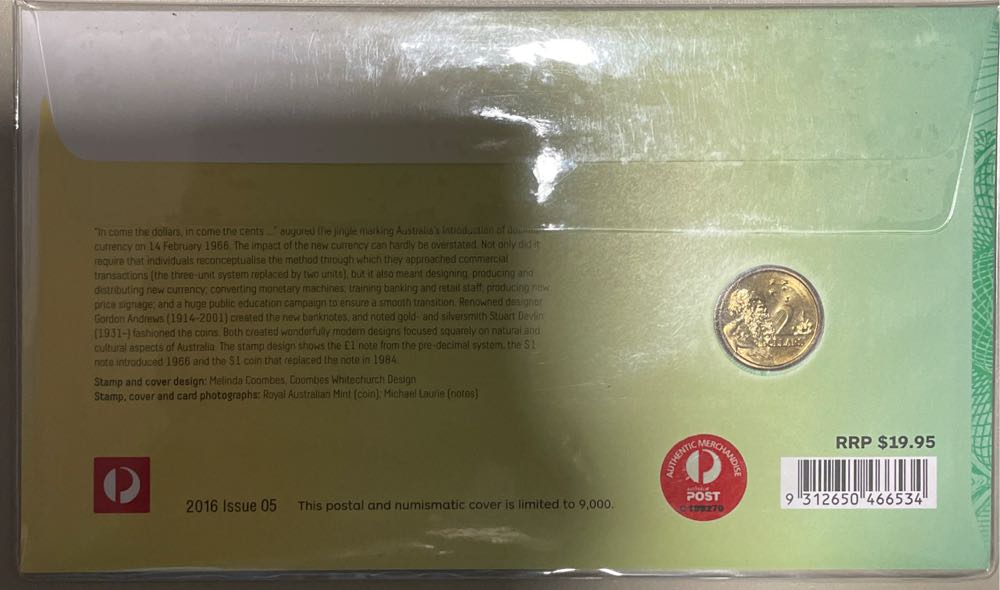 "In come the dollars, in come the cents ..." augured the jingle marking Australia's introduction of
currency on 14 February 1966. The impact of the new currency can hardly be overstated. Not only did it
require that individuals reconceptualise the method through which they approached commercial
transactions (the three-unit system replaced by two units), but it also meant designing, producing and
distributing new currency; converting monetary machines; training banking and retail staff; producing new
price signage; and a huge public education campaign to ensure a smooth transition. Renowned designer
Gordon Andrews (1914–2001) created the new banknotes, and noted gold- and silversmith Stuart Devlin
(1931–) fashioned the coins. Both created wonderfully modern designs focused squarely on natural and
cultural aspects of Australia. The stamp design shows the £1 note from the pre-decimal system, the $1
note introduced 1966 and the $1 coin that replaced the note in 1984.
Stamp and cover design: Melinda Coombes, Coombes Whitechurch Design
Stamp, cover and card photographs: Royal Australian Mint (coin); Michael Laurie (notes)
2
DOLLARS
RRP $19.95
AUTHENTIC MERCHANDISE
AUSTRALIA
POST
9 312650 466534
2016 Issue 05
This postal and numismatic cover is limited to 9,000.